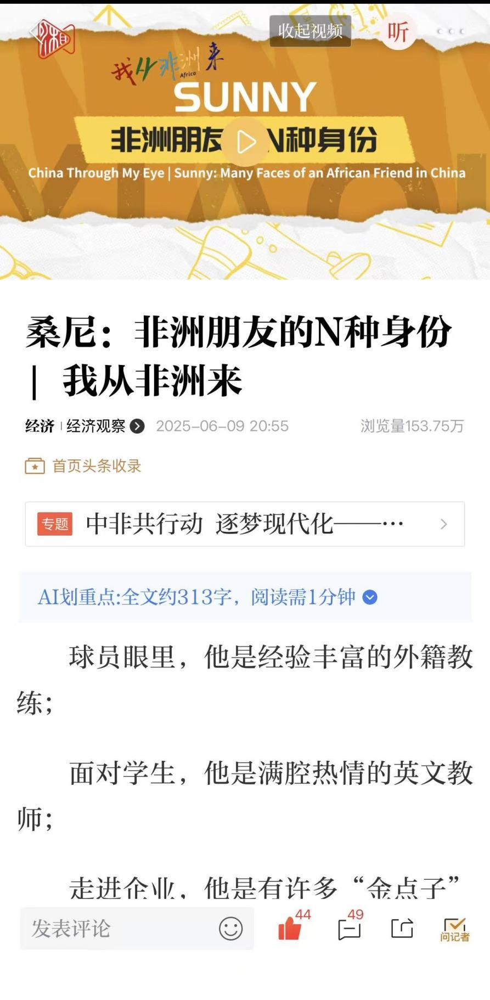 收起视频
听
我从非洲来
Africa
SUNNY
非洲朋友 N种身份
China Through My Eye | Sunny: Many Faces of an African Friend in China
桑尼：非洲朋友的N种身份
| 我从非洲来
经济 | 经济观察 2025-06-09 20:55 浏览量153.75万
首页头条收录
专题 中非共行动 逐梦现代化——…
AI划重点:全文约313字，阅读需1分钟
球员眼里，他是经验丰富的外籍教
练；
面对学生，他是满腔热情的英文教
师；
走进企业，他是有许多“金点子”
发表评论 44 49
问记者